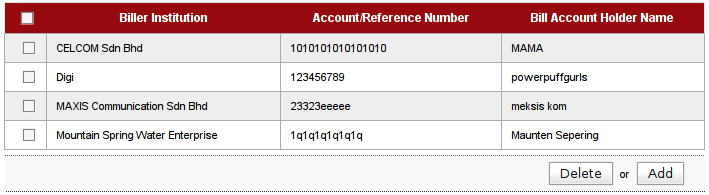 Biller Institution Account/Reference Number Bill Account Holder Name
CELCOM Sdn Bhd 1010101010101010 MAMA
Digi 123456789 powerpuffgurls
MAXIS Communication Sdn Bhd 23323eeeee meksis kom
Mountain Spring Water Enterprise 1q1q1q1q1q1q Maunten Sepering
Delete or Add